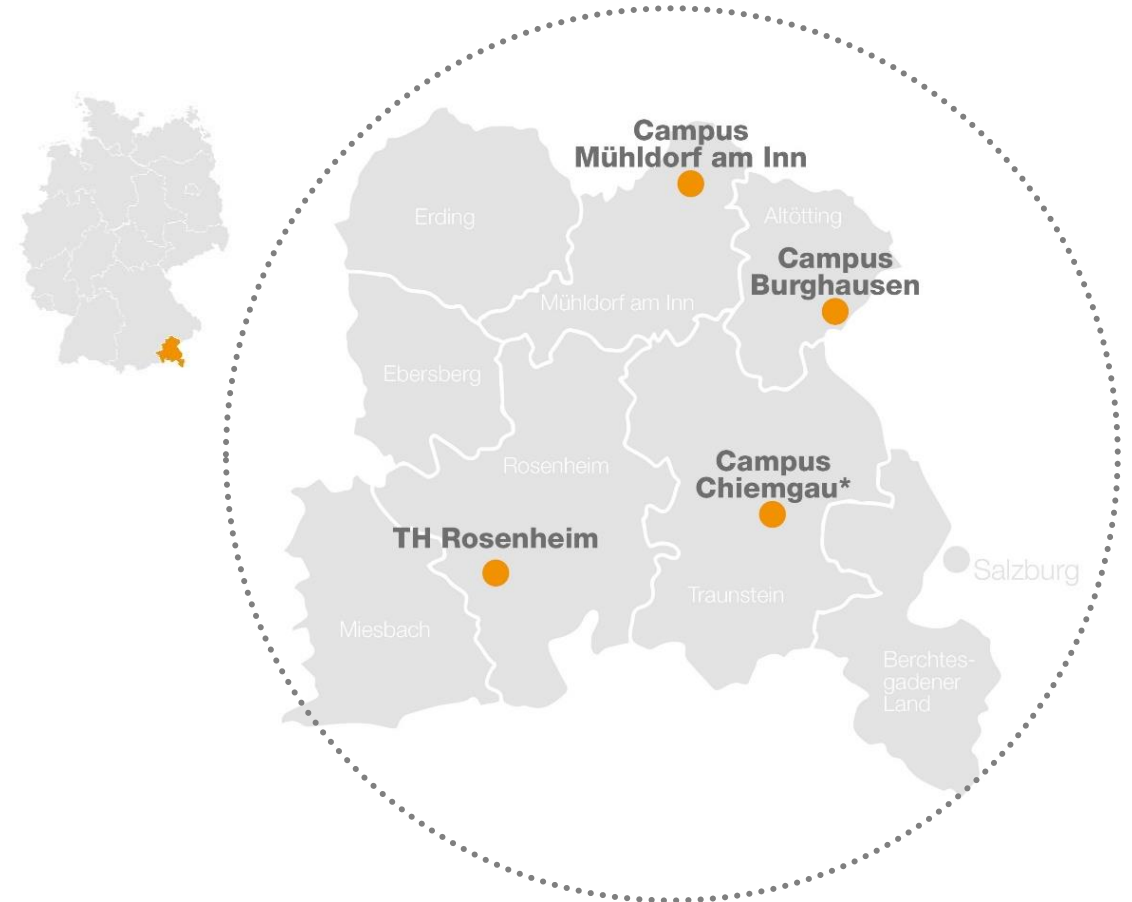 Campus
Mühldorf am Inn
Erding
Altötting
Campus
Burghausen
Mühldorf am Inn
Ebersberg
Rosenheim
Campus
Chiemgau*
TH Rosenheim
Salzburg
Traunstein
Miesbach
Berchtes-
gadener
Land